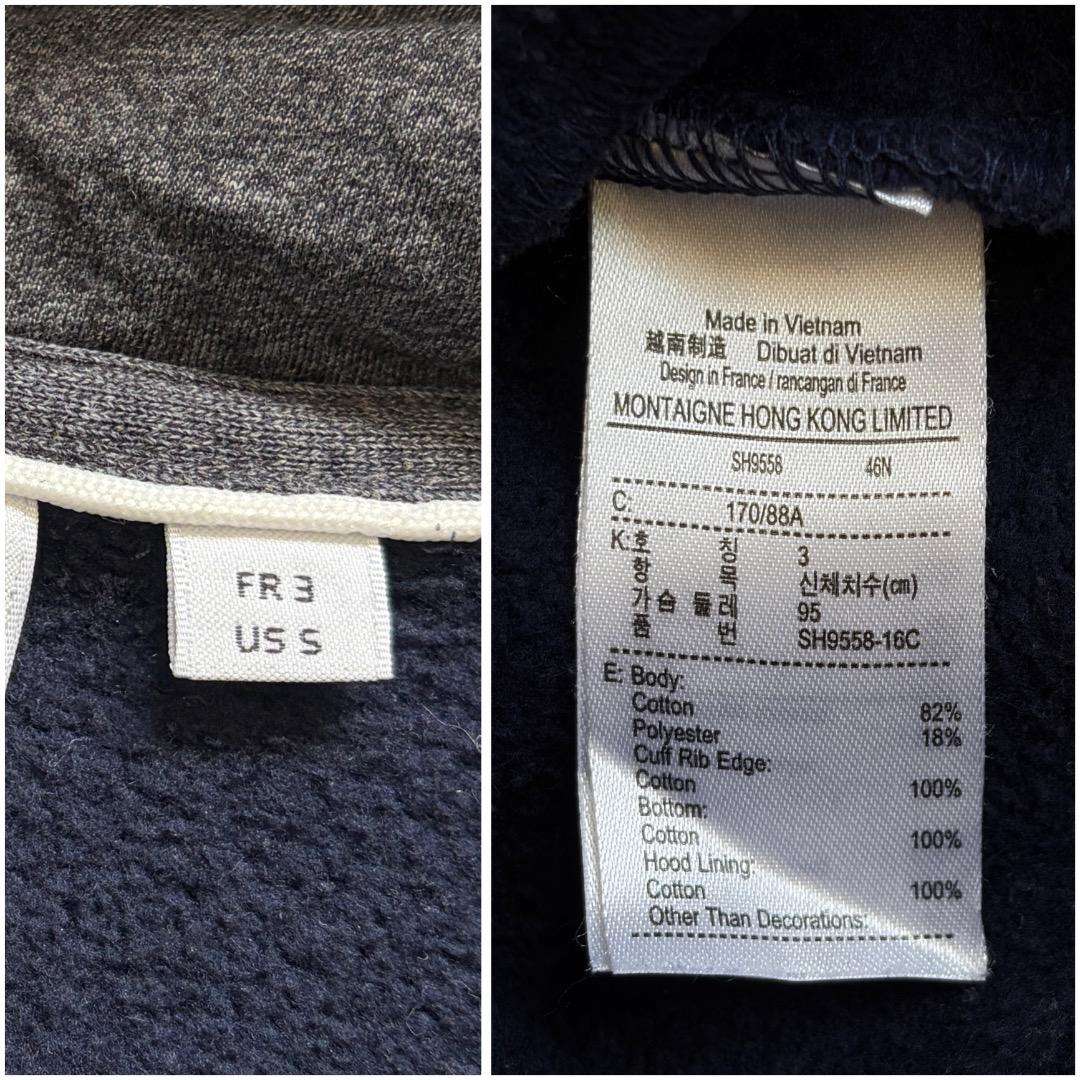 FR 3
US S
Made in Vietnam
越南制造 Dibuat di Vietnam
Design in France / rancangan di France
MONTAIGNE HONG KONG LIMITED
SH9558 46N
C: 170/88A
K:호 칭 3
항 목 신체치수(㎝)
가 슴 둘 레 95
품 번 SH9558-16C
E: Body:
Cotton 82%
Polyester 18%
Cuff Rib Edge:
Cotton 100%
Bottom:
Cotton 100%
Hood Lining:
Cotton 100%
Other Than Decorations: